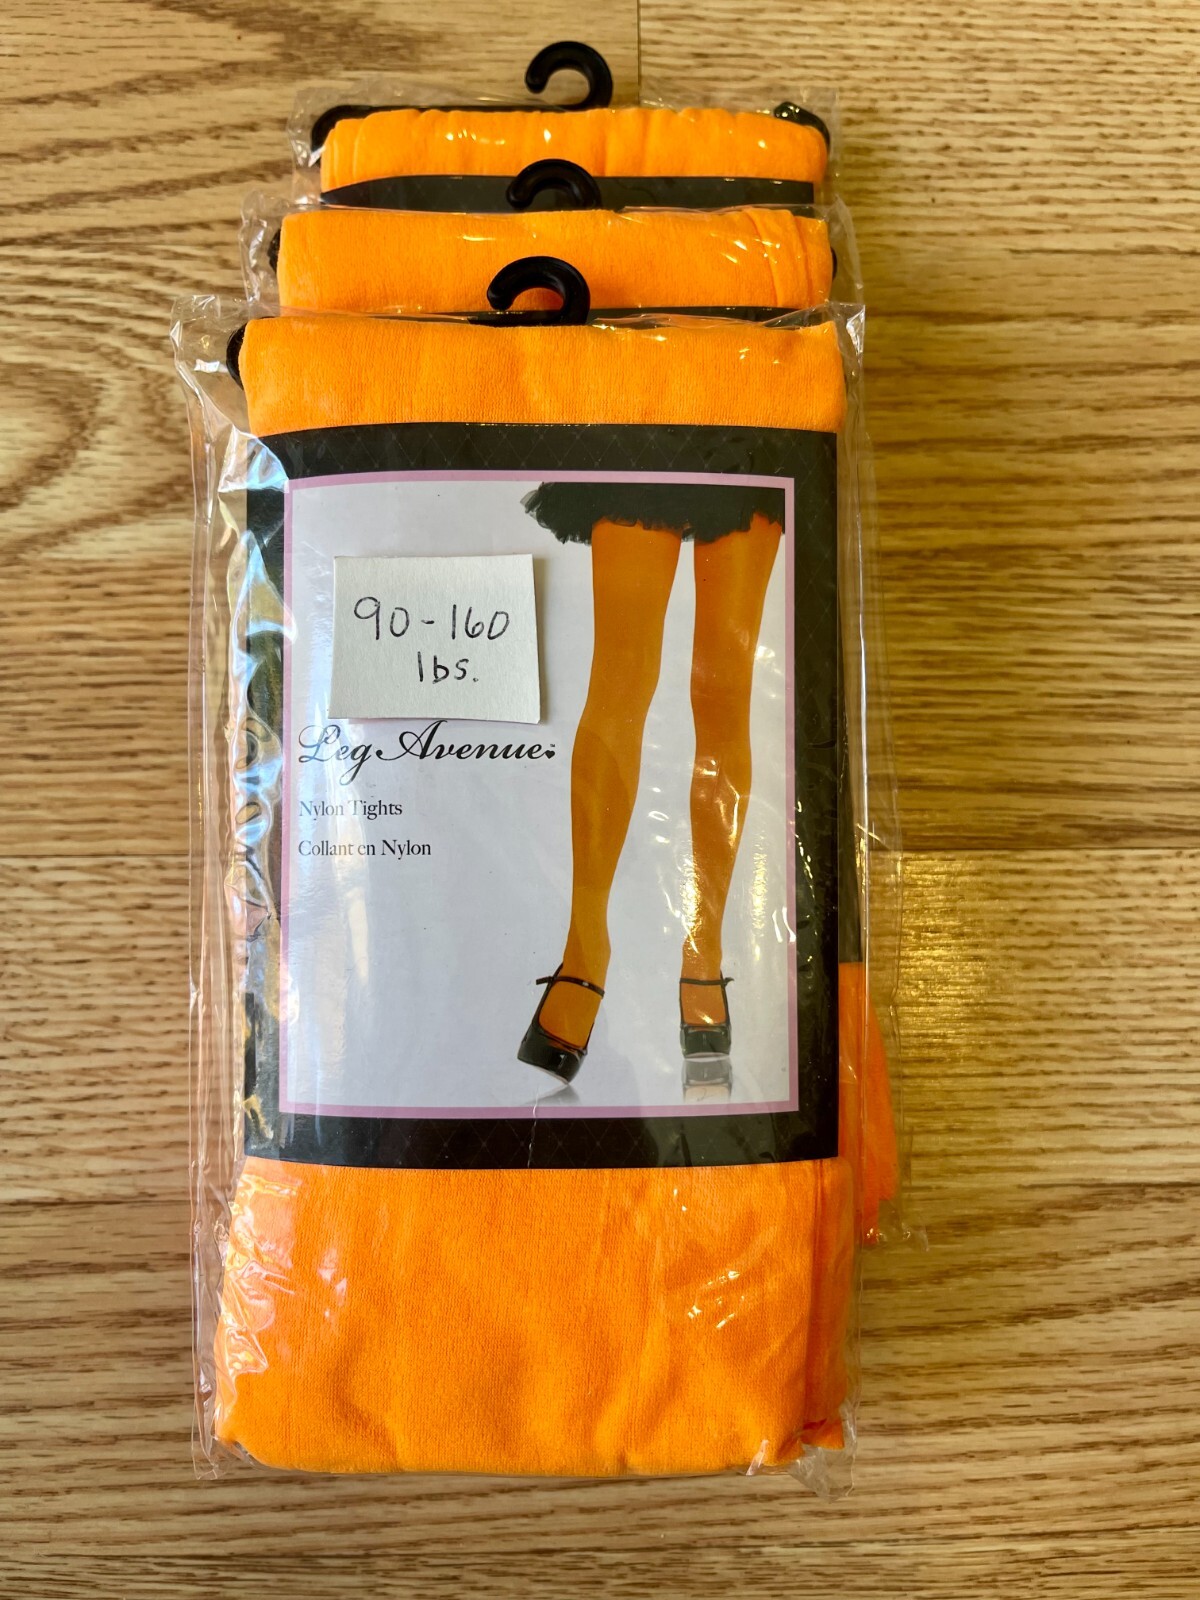 90-160
lbs.
Leg Avenue
Nylon Tights
Collant en Nylon